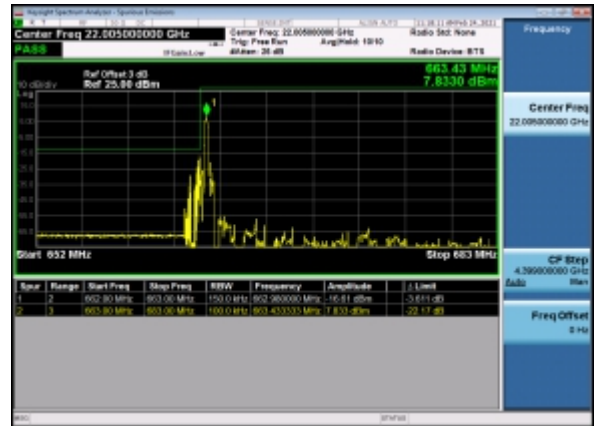 Keysight Spectrum Analyzer - Spurious Emissions
Center Freq 22.005000000 GHz
Center Freq: 22.005000000 GHz
Radio Std: None
Frequency
PASS
IFGain:Low
Trig: Free Run
Avg|Hold: 10/10
#Atten: 26 dB
Radio Device: BTS
Ref Offset 3 dB
663.43 MHz
10 dB/div
Ref 25.00 dBm
7.8330 dBm
Log
1
Center Freq
22.005000000 GHz
Start 652 MHz
Stop 683 MHz
CF Step
4.399000000 GHz
Auto
Man
Spur Range Start Freq Stop Freq RBW Frequency Amplitude Δ Limit
1 2 150.0 kHz 662.980000 MHz -16.61 dBm -3.611 dB
2 3 663.00 MHz 683.00 MHz 100.0 kHz 663.433333 MHz 7.833 dBm -22.17 dB
Freq Offset
0 Hz
MSG
STATUS